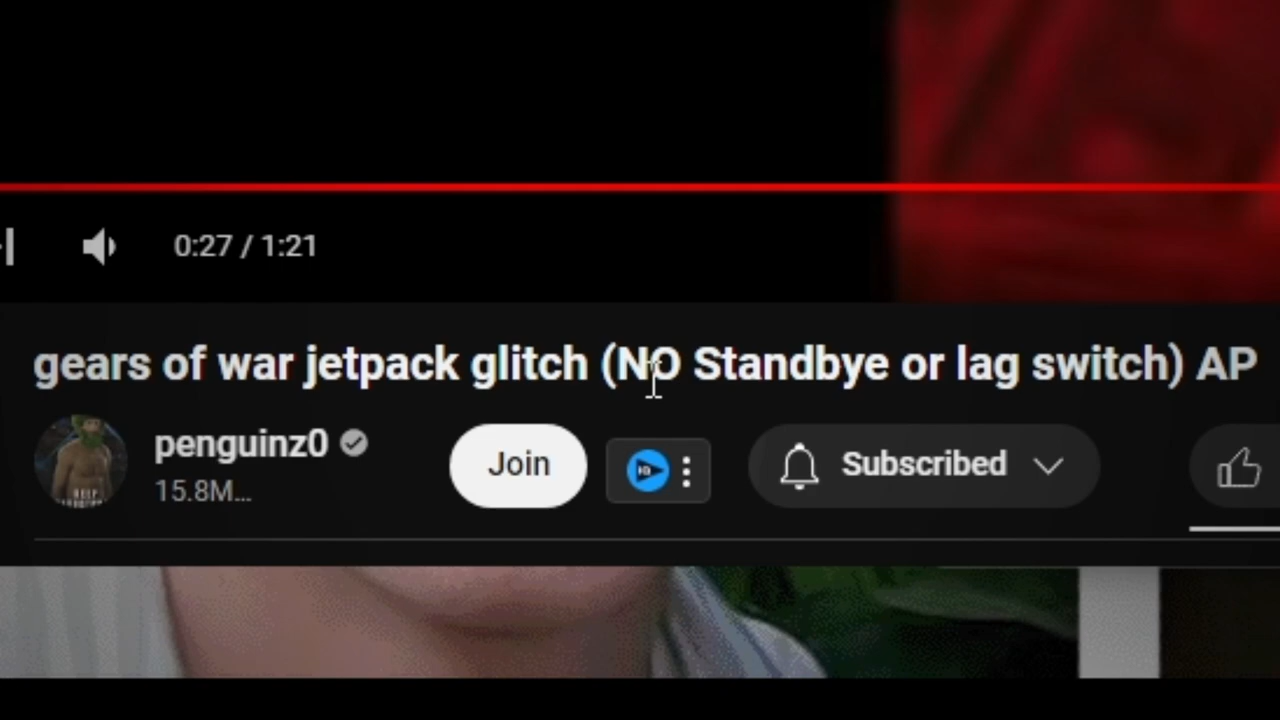 0:27 / 1:21
gears of war jetpack glitch (NO Standbye or lag switch) AP
penguinz0
15.8M...
Join
Subscribed